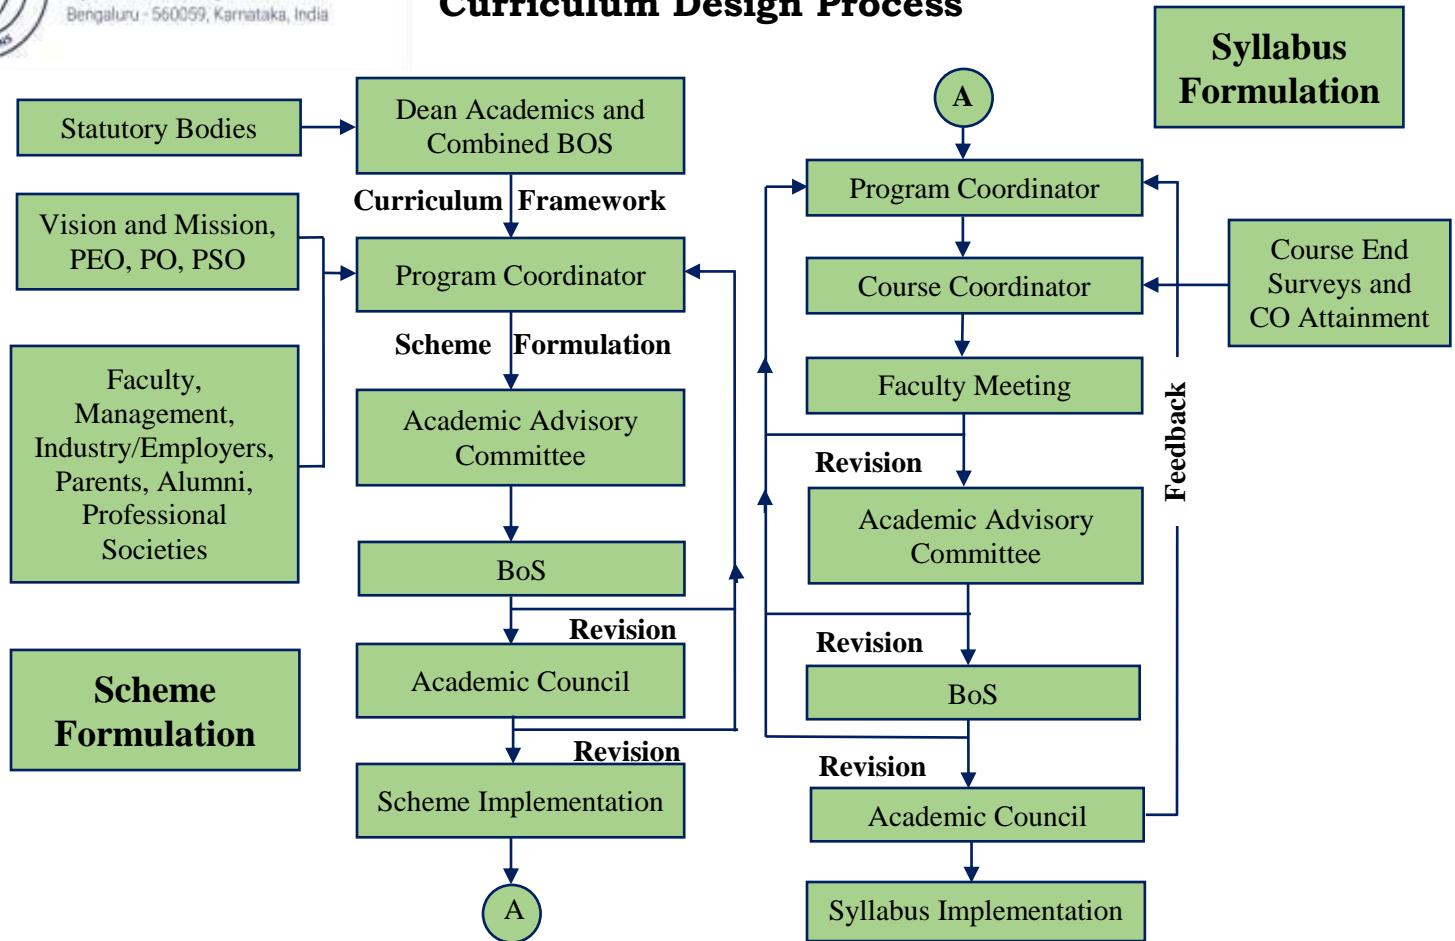 Bengaluru - 560059, Karnataka, India
Curriculum Design Process
Statutory Bodies
Dean Academics and
Combined BOS
Curriculum Framework
Vision and Mission,
PEO, PO, PSO
Program Coordinator
Scheme Formulation
Faculty,
Management,
Industry/Employers,
Parents, Alumni,
Professional
Societies
Academic Advisory
Committee
BoS
Revision
Academic Council
Revision
Scheme
Formulation
Scheme Implementation
A
Syllabus
Formulation
A
Program Coordinator
Course Coordinator
Course End
Surveys and
CO Attainment
Faculty Meeting
Revision
Feedback
Academic Advisory
Committee
Revision
BoS
Revision
Academic Council
Syllabus Implementation